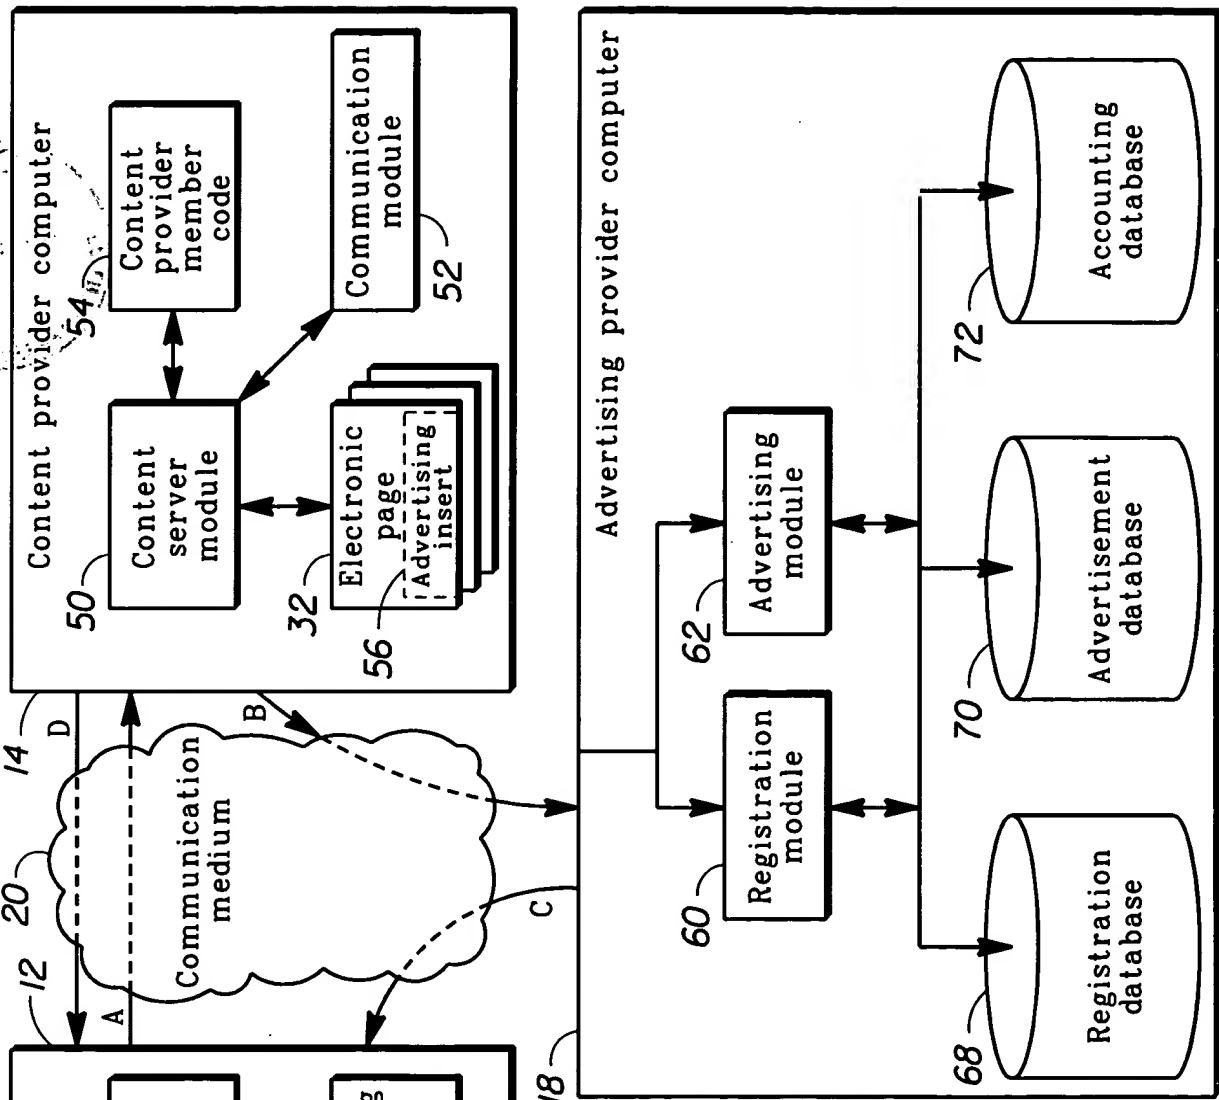 Content provider computer
14
50
Content
server
module
54
Content
provider
member
code
32
Electronic
page
56
Advertising
insert
Communication
module
52
D
A
B
C
20
Communication
medium
12
g
18
Advertising provider computer
60
Registration
module
62
Advertising
module
68
Registration
database
70
Advertisement
database
72
Accounting
database